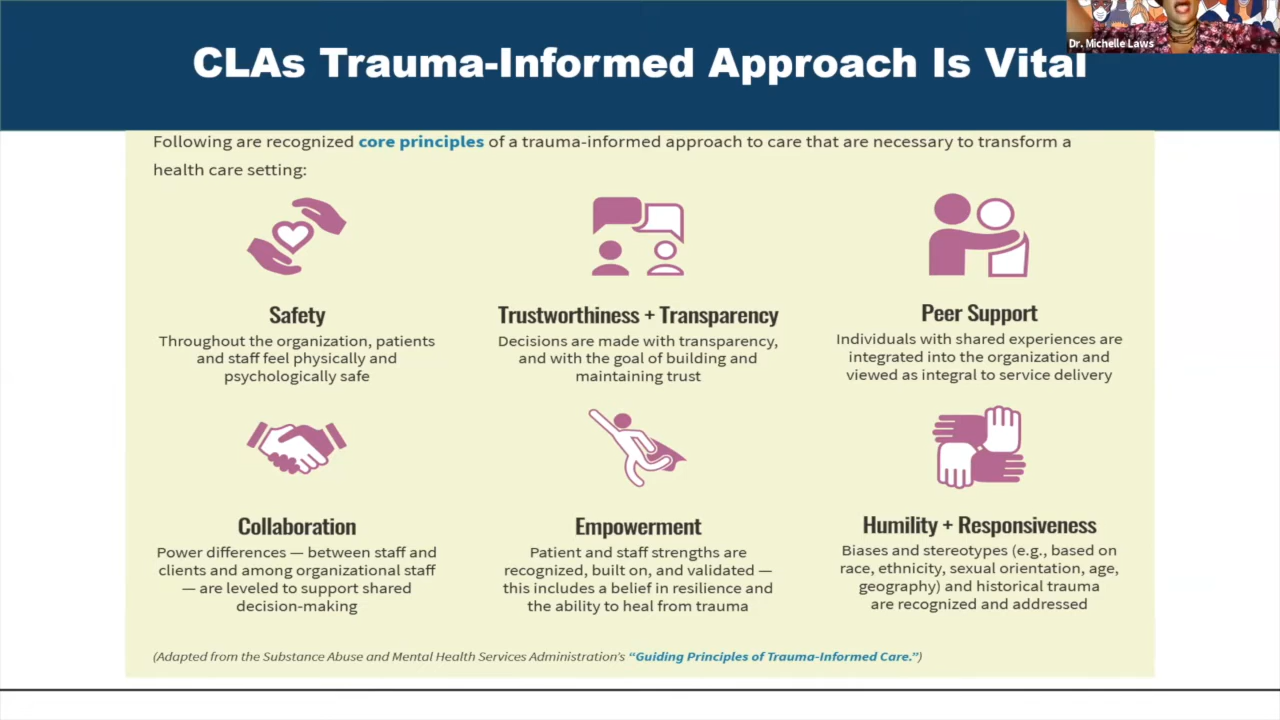 CLAs Trauma-Informed Approach Is Vital
Dr. Michelle Laws
Following are recognized core principles of a trauma-informed approach to care that are necessary to transform a
health care setting:
Safety
Throughout the organization, patients
and staff feel physically and
psychologically safe
Trustworthiness + Transparency
Decisions are made with transparency,
and with the goal of building and
maintaining trust
Peer Support
Individuals with shared experiences are
integrated into the organization and
viewed as integral to service delivery
Collaboration
Power differences — between staff and
clients and among organizational staff
— are leveled to support shared
decision-making
Empowerment
Patient and staff strengths are
recognized, built on, and validated —
this includes a belief in resilience and
the ability to heal from trauma
Humility + Responsiveness
Biases and stereotypes (e.g., based on
race, ethnicity, sexual orientation, age,
geography) and historical trauma
are recognized and addressed
(Adapted from the Substance Abuse and Mental Health Services Administration's “Guiding Principles of Trauma-Informed Care.”)